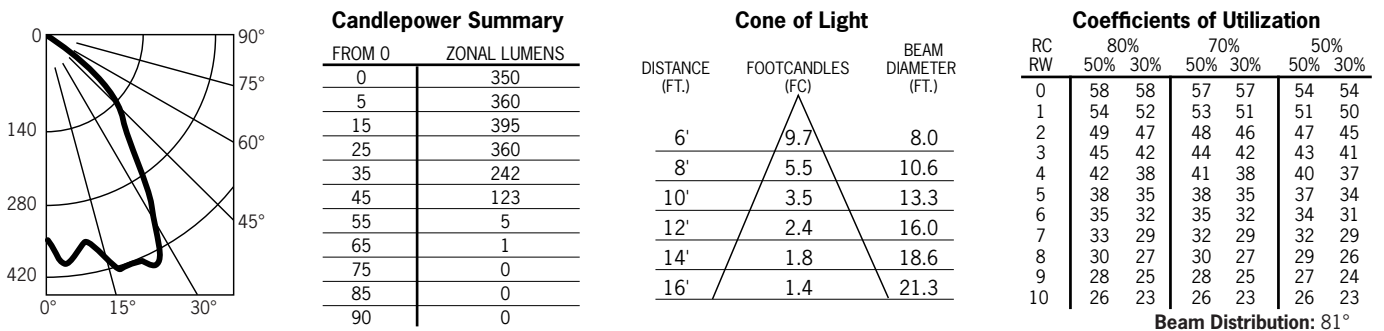 0
140
280
420
0°
15°
30°
45°
60°
75°
90°
Candlepower Summary
FROM 0 ZONAL LUMENS
0 350
5 360
15 395
25 360
35 242
45 123
55 5
65 1
75 0
85 0
90 0
Cone of Light
DISTANCE (FT.) FOOTCANDLES (FC) BEAM DIAMETER (FT.)
6' 9.7 8.0
8' 5.5 10.6
10' 3.5 13.3
12' 2.4 16.0
14' 1.8 18.6
16' 1.4 21.3
Coefficients of Utilization
RC 80% 70% 50%
RW 50% 30% 50% 30% 50% 30%
0 58 58 57 57 54 54
1 54 52 53 51 51 50
2 49 47 48 46 47 45
3 45 42 44 42 43 41
4 42 38 41 38 40 37
5 38 35 38 35 37 34
6 35 32 35 32 34 31
7 33 29 32 29 32 29
8 30 27 30 27 29 26
9 28 25 28 25 27 24
10 26 23 26 23 26 23
Beam Distribution: 81°